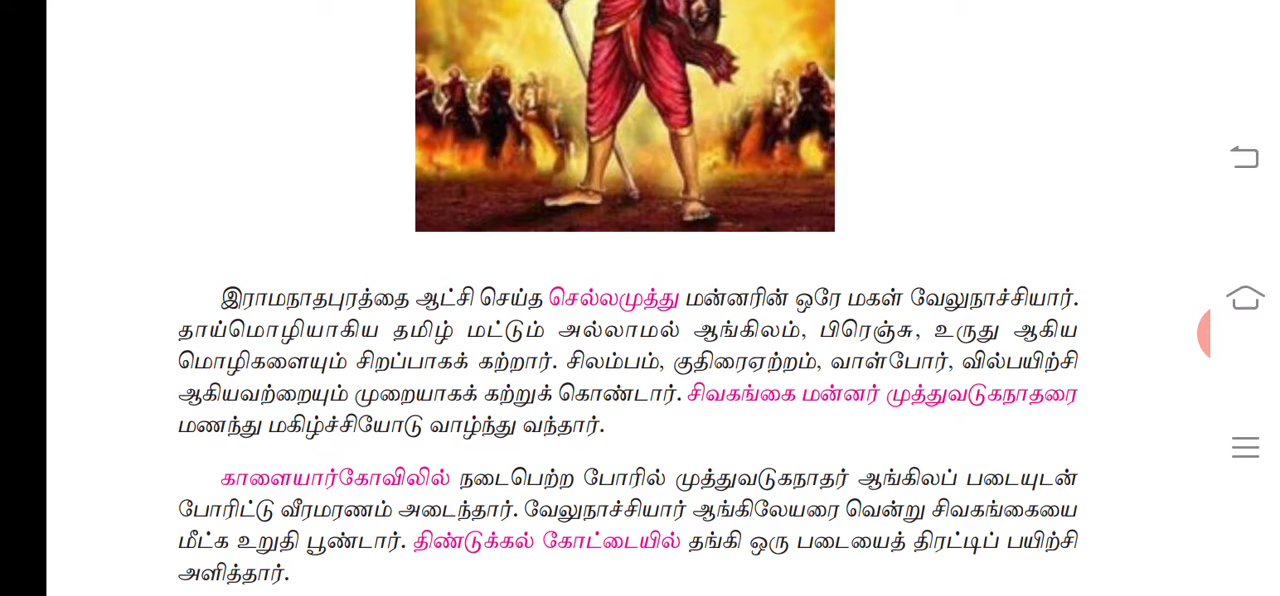 இராமநாதபுரத்தை ஆட்சி செய்த செல்லமுத்து மன்னரின் ஒரே மகள் வேலுநாச்சியார்.
தாய்மொழியாகிய தமிழ் மட்டும் அல்லாமல் ஆங்கிலம், பிரெஞ்சு, உருது ஆகிய
மொழிகளையும் சிறப்பாகக் கற்றார். சிலம்பம், குதிரைஏற்றம், வாள்போர், வில்பயிற்சி
ஆகியவற்றையும் முறையாகக் கற்றுக் கொண்டார். சிவகங்கை மன்னர் முத்துவடுகநாதரை
மணந்து மகிழ்ச்சியோடு வாழ்ந்து வந்தார்.
காளையார்கோவிலில் நடைபெற்ற போரில் முத்துவடுகநாதர் ஆங்கிலப் படையுடன்
போரிட்டு வீரமரணம் அடைந்தார். வேலுநாச்சியார் ஆங்கிலேயரை வென்று சிவகங்கையை
மீட்க உறுதி பூண்டார். திண்டுக்கல் கோட்டையில் தங்கி ஒரு படையைத் திரட்டிப் பயிற்சி
அளித்தார்.